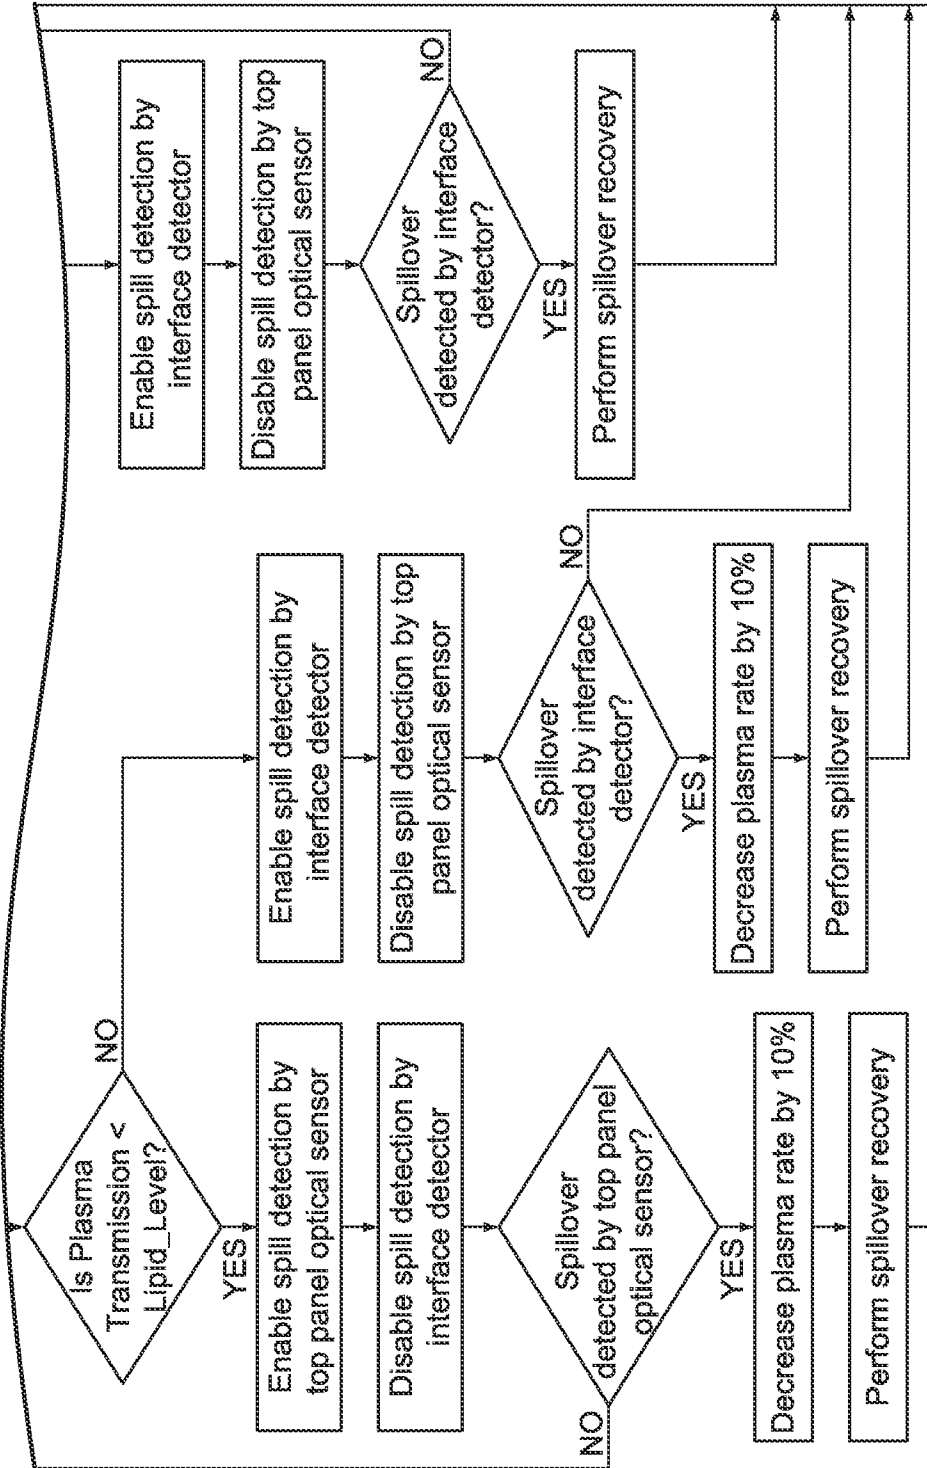 Is Plasma
Transmission <
Lipid_Level?
NO
YES
Enable spill detection by
top panel optical sensor
Disable spill detection by
interface detector
Spillover
detected by top panel
optical sensor?
NO
YES
Decrease plasma rate by 10%
Perform spillover recovery
Enable spill detection by
interface detector
Disable spill detection by top
panel optical sensor
Spillover
detected by interface
detector?
NO
YES
Decrease plasma rate by 10%
Perform spillover recovery
Enable spill detection by
interface detector
Disable spill detection by top
panel optical sensor
Spillover
detected by interface
detector?
NO
YES
Perform spillover recovery